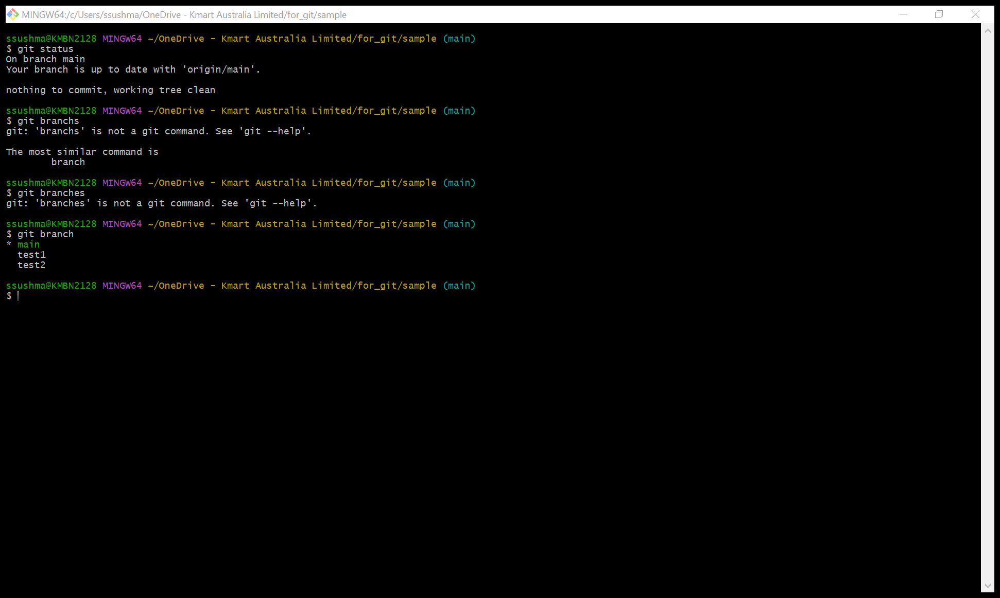 MINGW64:/c/Users/ssushma/OneDrive - Kmart Australia Limited/for_git/sample
ssushma@KMBN2128 MINGW64 ~/OneDrive - Kmart Australia Limited/for_git/sample (main)
$ git status
On branch main
Your branch is up to date with 'origin/main'.
nothing to commit, working tree clean
ssushma@KMBN2128 MINGW64 ~/OneDrive - Kmart Australia Limited/for_git/sample (main)
$ git branchs
git: 'branchs' is not a git command. See 'git --help'.
The most similar command is
branch
ssushma@KMBN2128 MINGW64 ~/OneDrive - Kmart Australia Limited/for_git/sample (main)
$ git branches
git: 'branches' is not a git command. See 'git --help'.
ssushma@KMBN2128 MINGW64 ~/OneDrive - Kmart Australia Limited/for_git/sample (main)
$ git branch
* main
test1
test2
ssushma@KMBN2128 MINGW64 ~/OneDrive - Kmart Australia Limited/for_git/sample (main)
$